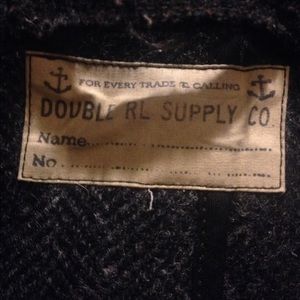 FOR EVERY TRADE & CALLING
DOUBLE RL SUPPLY CO
Name..............................
No..............................